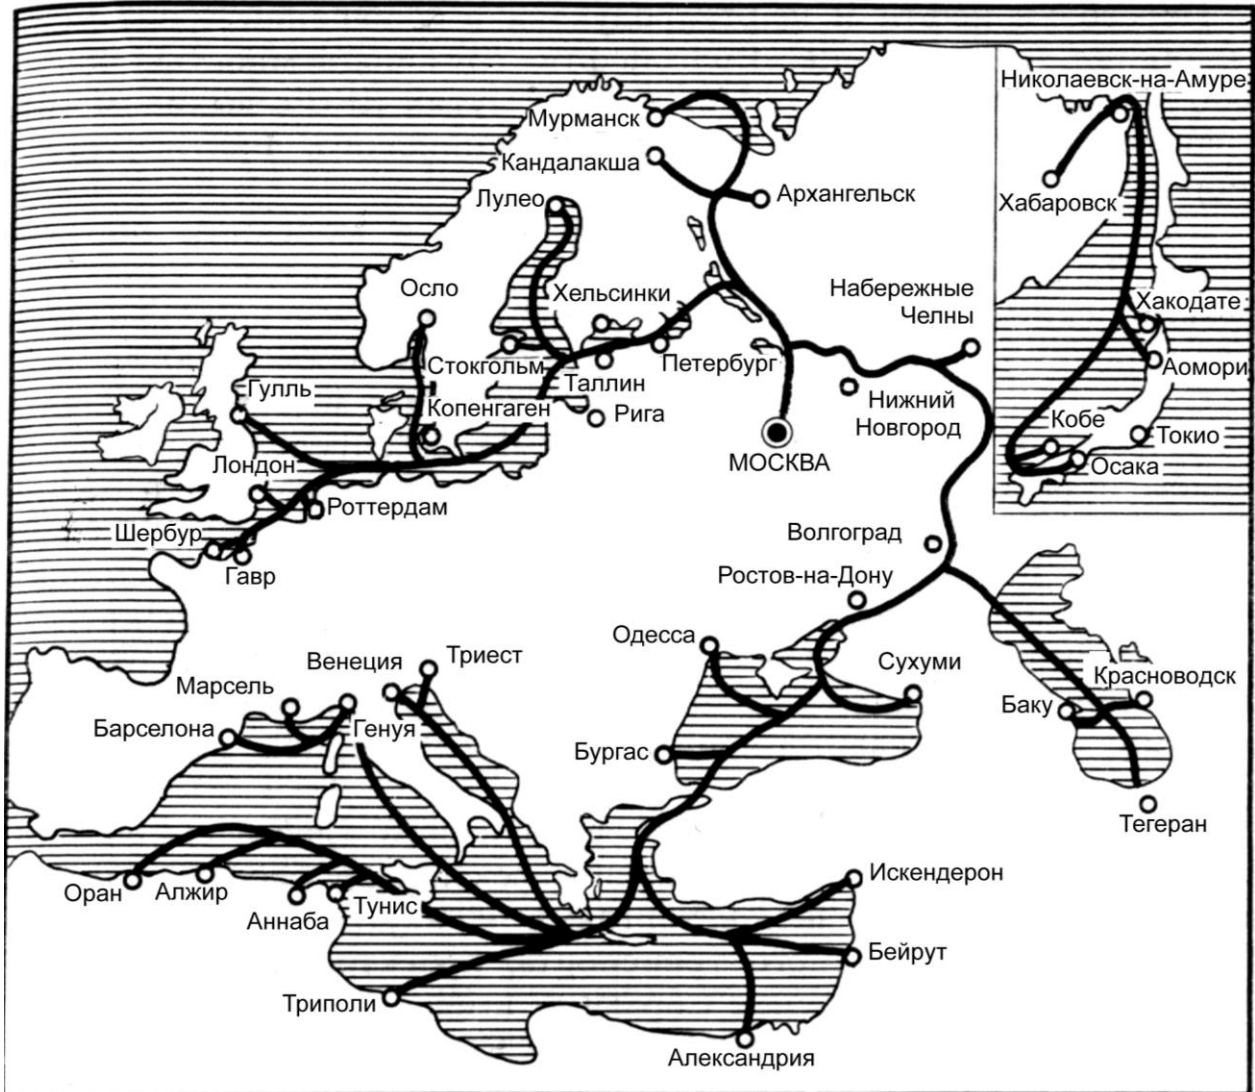 Николаевск-на-Амуре
Мурманск
Кандалакша
Лулео
Архангельск
Хабаровск
Осло
Хельсинки
Набережные
Челны
Хакодате
Стокгольм
Таллин
Петербург
Аомори
Гулль
Копенгаген
Рига
Нижний
Новгород
Кобе
Токио
Лондон
МОСКВА
Осака
Роттердам
Шербур
Гавр
Волгоград
Ростов-на-Дону
Одесса
Венеция
Триест
Сухуми
Марсель
Красноводск
Барселона
Генуя
Баку
Бургас
Тегеран
Оран
Алжир
Аннаба
Тунис
Искендерон
Бейрут
Триполи
Александрия